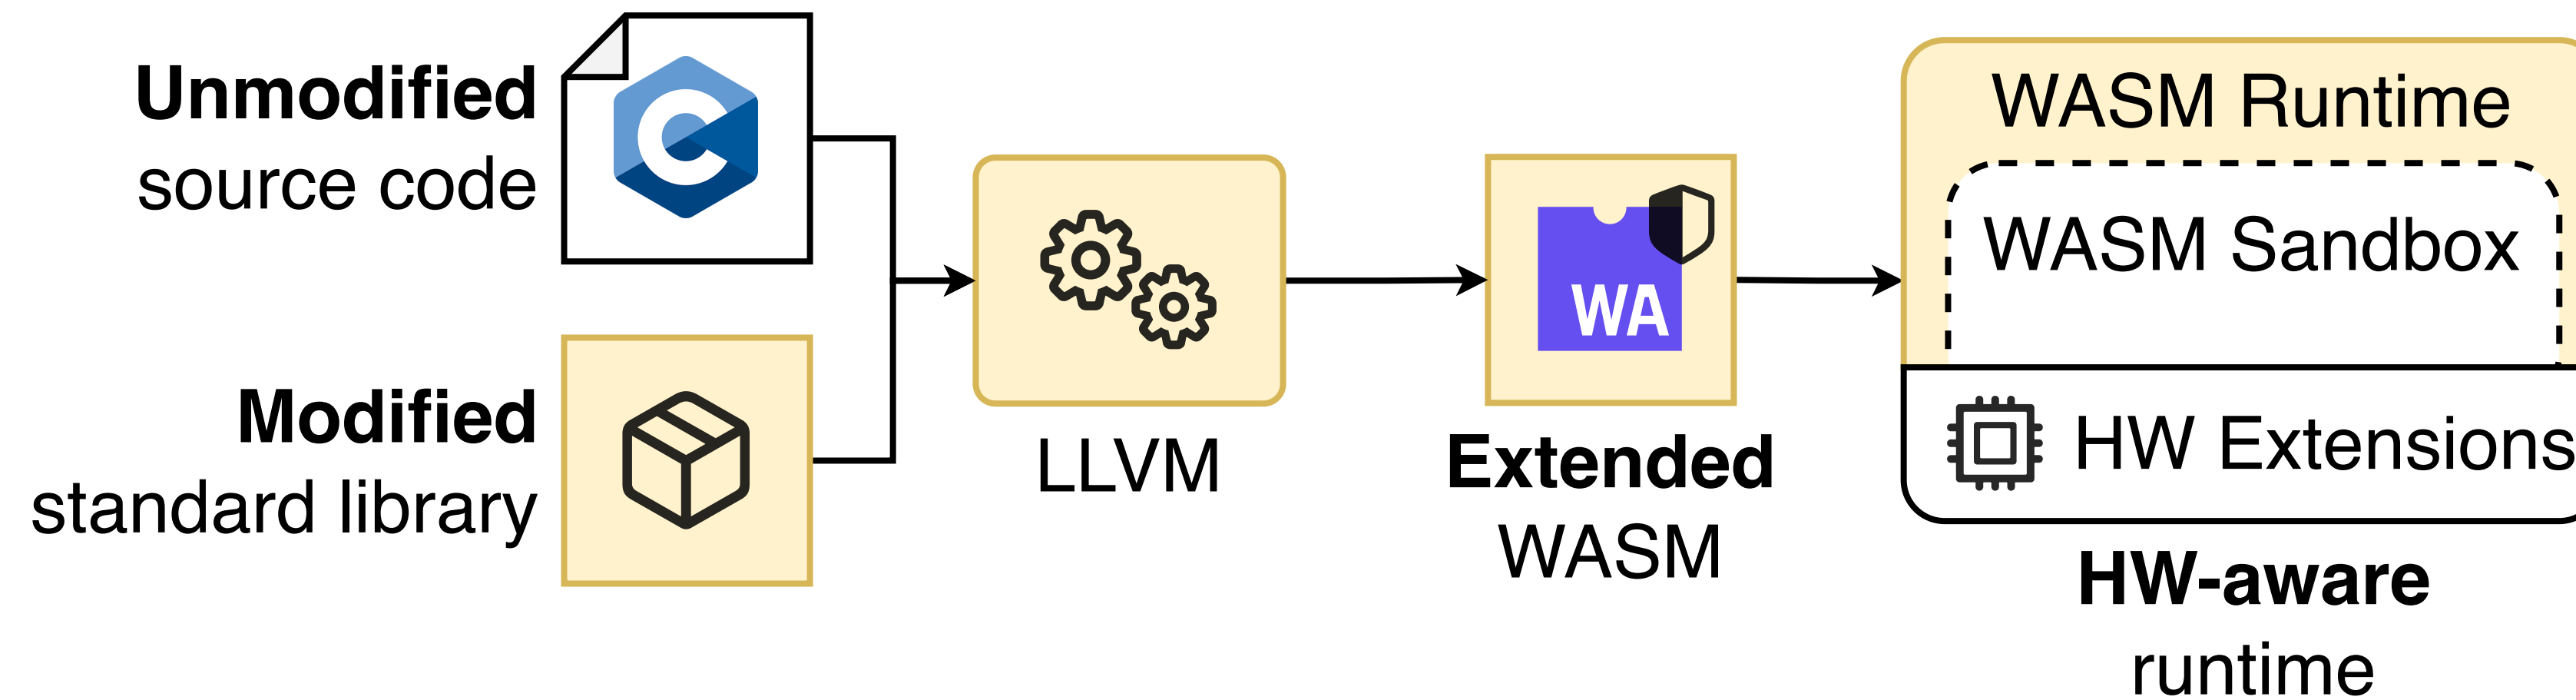 Unmodified
source code
Modified
standard library
LLVM
WA
Extended
WASM
WASM Runtime
WASM Sandbox
HW Extensions
HW-aware
runtime